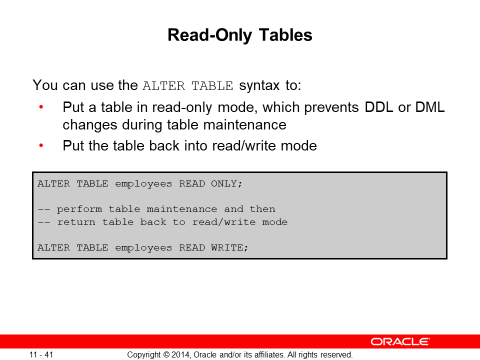 Read-Only Tables
You can use the ALTER TABLE syntax to:
• Put a table in read-only mode, which prevents DDL or DML
changes during table maintenance
• Put the table back into read/write mode
ALTER TABLE employees READ ONLY;
-- perform table maintenance and then
-- return table back to read/write mode
ALTER TABLE employees READ WRITE;
ORACLE
11 - 41 Copyright © 2014, Oracle and/or its affiliates. All rights reserved.